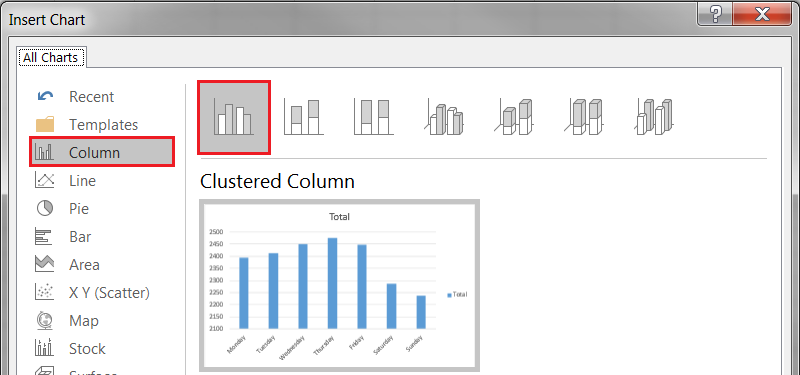 Insert Chart
?
All Charts
Recent
Templates
Column
Line
Pie
Bar
Area
X Y (Scatter)
Map
Stock
Surface
Clustered Column
Total
2500
2450
2400
2350
2300
2250
2200
2150
2100
Monday
Tuesday
Wednesday
Thursday
Friday
Saturday
Sunday
Total